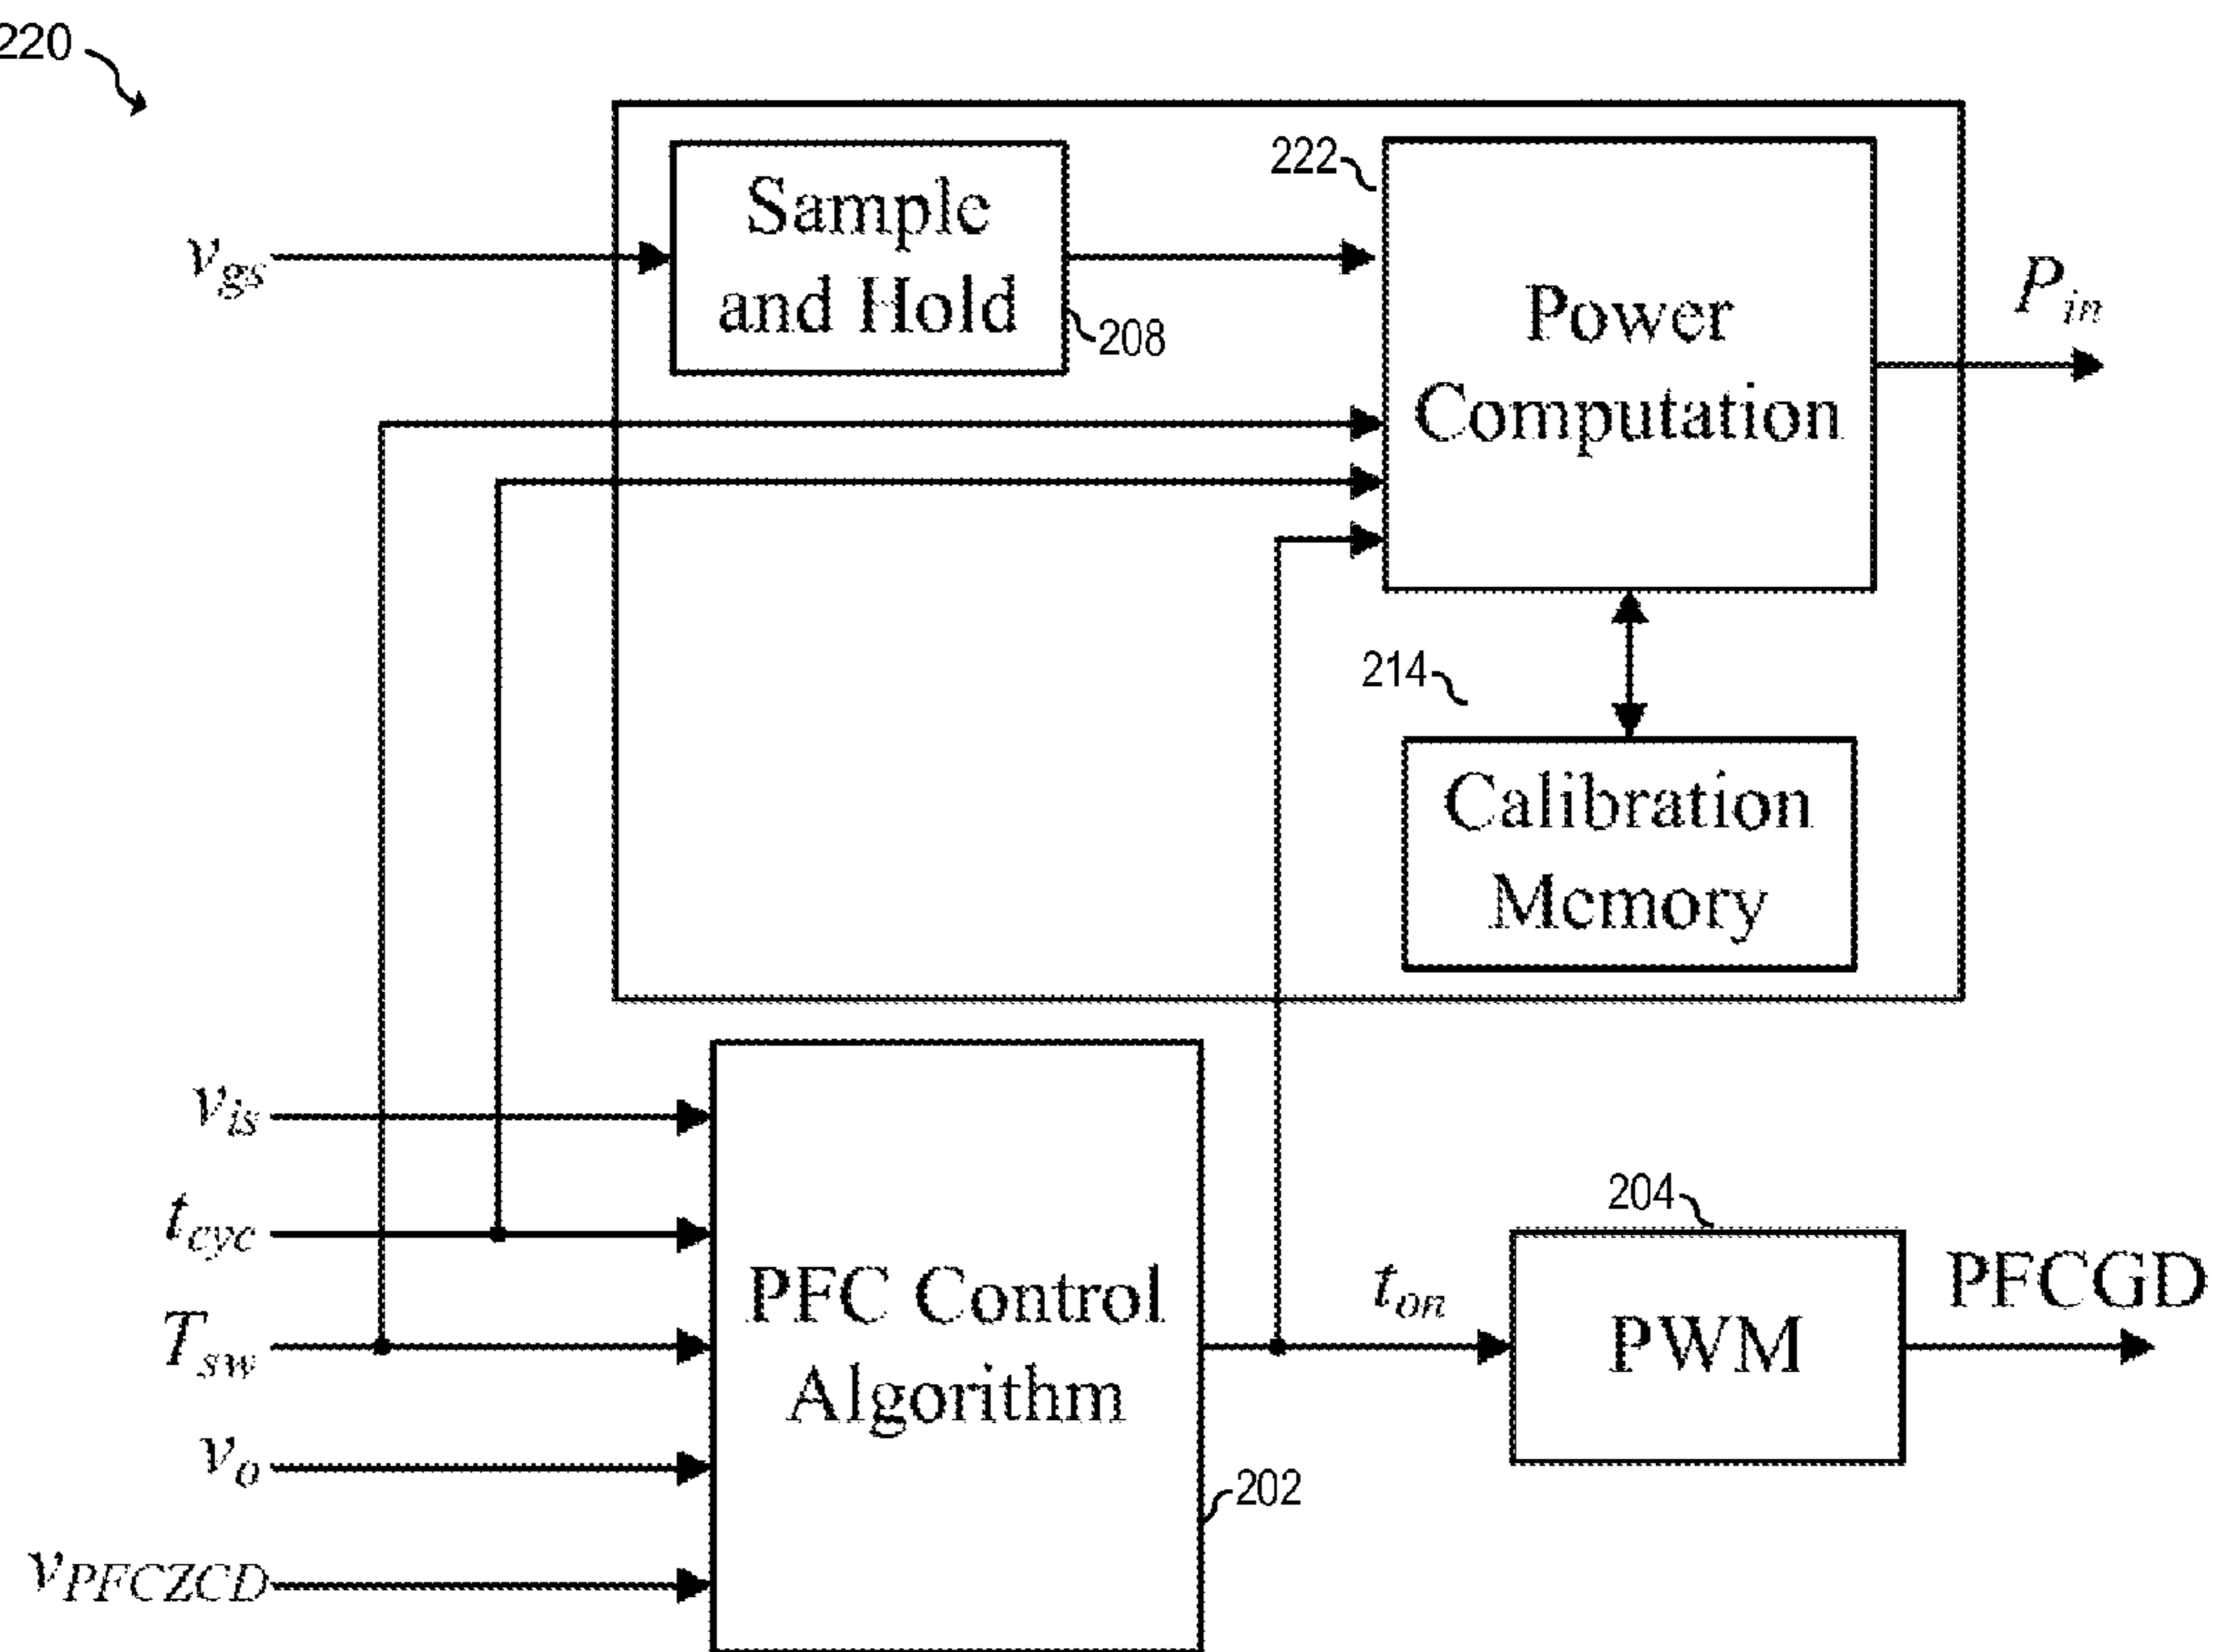 220
Sample
and Hold
208
222
Power
Computation
v_gs
P_in
214
Calibration
Memory
v_is
t_cyc
T_sw
v_o
v_PFCZCD
PFC Control
Algorithm
202
t_on
204
PWM
PFCGD